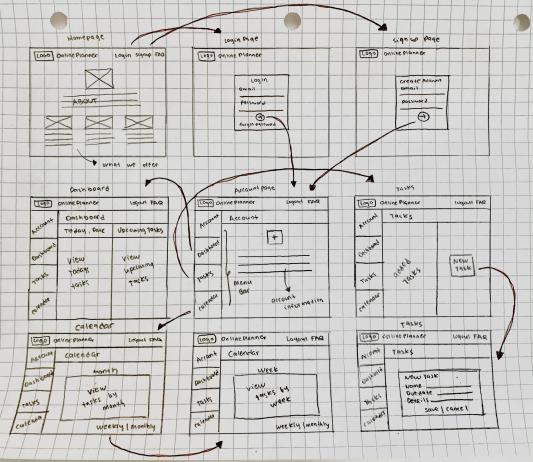 Homepage
LOGO Online Planner Login Signup FAQ
ABOUT
What we offer
Login Page
LOGO Online Planner
Login
email
Password
Forgot password
Sign up Page
LOGO Online Planner
Create Account
email
Password
Dashboard
LOGO Online Planner Logout FAQ
Account
Dashboard
Tasks
Calendar
Dashboard
Today, Date Upcoming Tasks
View
todays
tasks
View
upcoming
tasks
Account page
LOGO Online Planner Logout FAQ
Account
Dashboard
Tasks
Calendar
Account
+
Menu
Bar
account
information
Tasks
LOGO Online Planner Logout FAQ
Account
Dashboard
Tasks
Calendar
Tasks
Tasks
New
Task
Calendar
LOGO Online Planner Logout FAQ
Account
Dashboard
Tasks
Calendar
Calendar
month
View
tasks by
month
weekly / monthly
LOGO Online Planner Logout FAQ
Account
Dashboard
Tasks
Calendar
Calendar
Week
View
tasks by
week
weekly / monthly
Tasks
LOGO Online Planner Logout FAQ
Account
Dashboard
Tasks
Calendar
Tasks
New Task
Name
Due date
Details
save / cancel